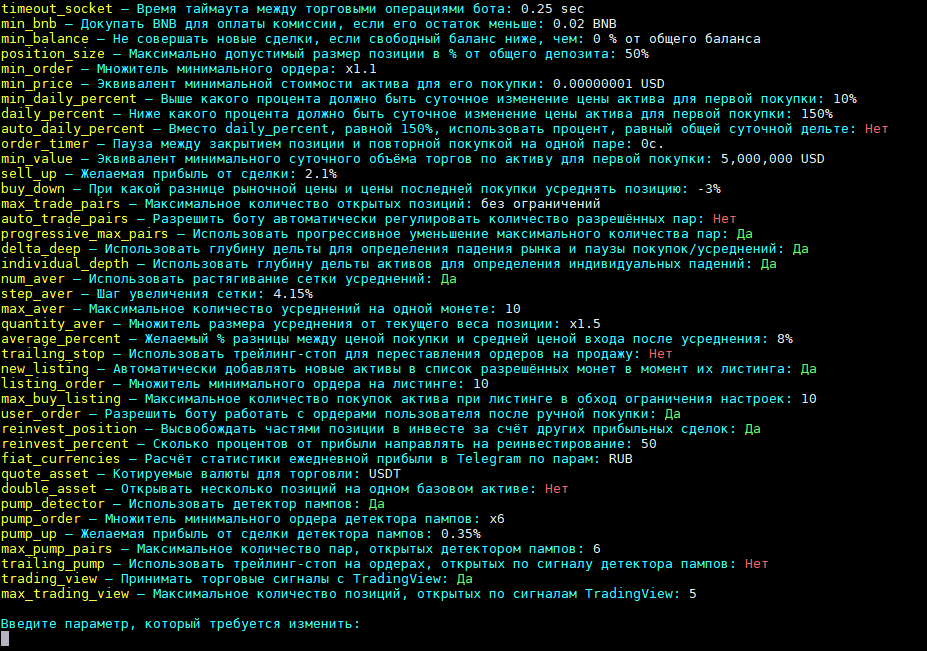 timeout_socket – Время таймаута между торговыми операциями бота: 0.25 sec
min_bnb – Докупать BNB для оплаты комиссии, если его остаток меньше: 0.02 BNB
min_balance – Не совершать новые сделки, если свободный баланс ниже, чем: 0 % от общего баланса
position_size – Максимально допустимый размер позиции в % от общего депозита: 50%
min_order – Множитель минимального ордера: x1.1
min_price – Эквивалент минимальной стоимости актива для его покупки: 0.00000001 USD
min_daily_percent – Выше какого процента должно быть суточное изменение цены актива для первой покупки: 10%
daily_percent – Ниже какого процента должно быть суточное изменение цены актива для первой покупки: 150%
auto_daily_percent – Вместо daily_percent, равной 150%, использовать процент, равный общей суточной дельте: Нет
order_timer – Пауза между закрытием позиции и повторной покупкой на одной паре: 0с.
min_value – Эквивалент минимального суточного объёма торгов по активу для первой покупки: 5,000,000 USD
sell_up – Желаемая прибыль от сделки: 2.1%
buy_down – При какой разнице рыночной цены и цены последней покупки усреднять позицию: -3%
max_trade_pairs – Максимальное количество открытых позиций: без ограничений
auto_trade_pairs – Разрешить боту автоматически регулировать количество разрешённых пар: Нет
progressive_max_pairs – Использовать прогрессивное уменьшение максимального количества пар: Да
delta_deep – Использовать глубину дельты для определения падения рынка и паузы покупок/усреднений: Да
individual_depth – Использовать глубину дельты активов для определения индивидуальных падений: Да
num_aver – Использовать растягивание сетки усреднений: Да
step_aver – Шаг увеличения сетки: 4.15%
max_aver – Максимальное количество усреднений на одной монете: 10
quantity_aver – Множитель размера усреднения от текущего веса позиции: x1.5
average_percent – Желаемый % разницы между ценой покупки и средней ценой входа после усреднения: 8%
trailing_stop – Использовать трейлинг-стоп для переставления ордеров на продажу: Нет
new_listing – Автоматически добавлять новые активы в список разрешённых монет в момент их листинга: Да
listing_order – Множитель минимального ордера на листинге: 10
max_buy_listing – Максимальное количество покупок актива при листинге в обход ограничения настроек: 10
user_order – Разрешить боту работать с ордерами пользователя после ручной покупки: Да
reinvest_position – Высвобождать частями позиции в инвесте за счёт других прибыльных сделок: Да
reinvest_percent – Сколько процентов от прибыли направлять на реинвестирование: 50
fiat_currencies – Расчёт статистики ежедневной прибыли в Telegram по парам: RUB
quote_asset – Котируемые валюты для торговли: USDT
double_asset – Открывать несколько позиций на одном базовом активе: Нет
pump_detector – Использовать детектор пампов: Да
pump_order – Множитель минимального ордера детектора пампов: x6
pump_up – Желаемая прибыль от сделки детектора пампов: 0.35%
max_pump_pairs – Максимальное количество пар, открытых детектором пампов: 6
trailing_pump – Использовать трейлинг-стоп на ордерах, открытых по сигналу детектора пампов: Нет
trading_view – Принимать торговые сигналы с TradingView: Да
max_trading_view – Максимальное количество позиций, открытых по сигналам TradingView: 5
Введите параметр, который требуется изменить: